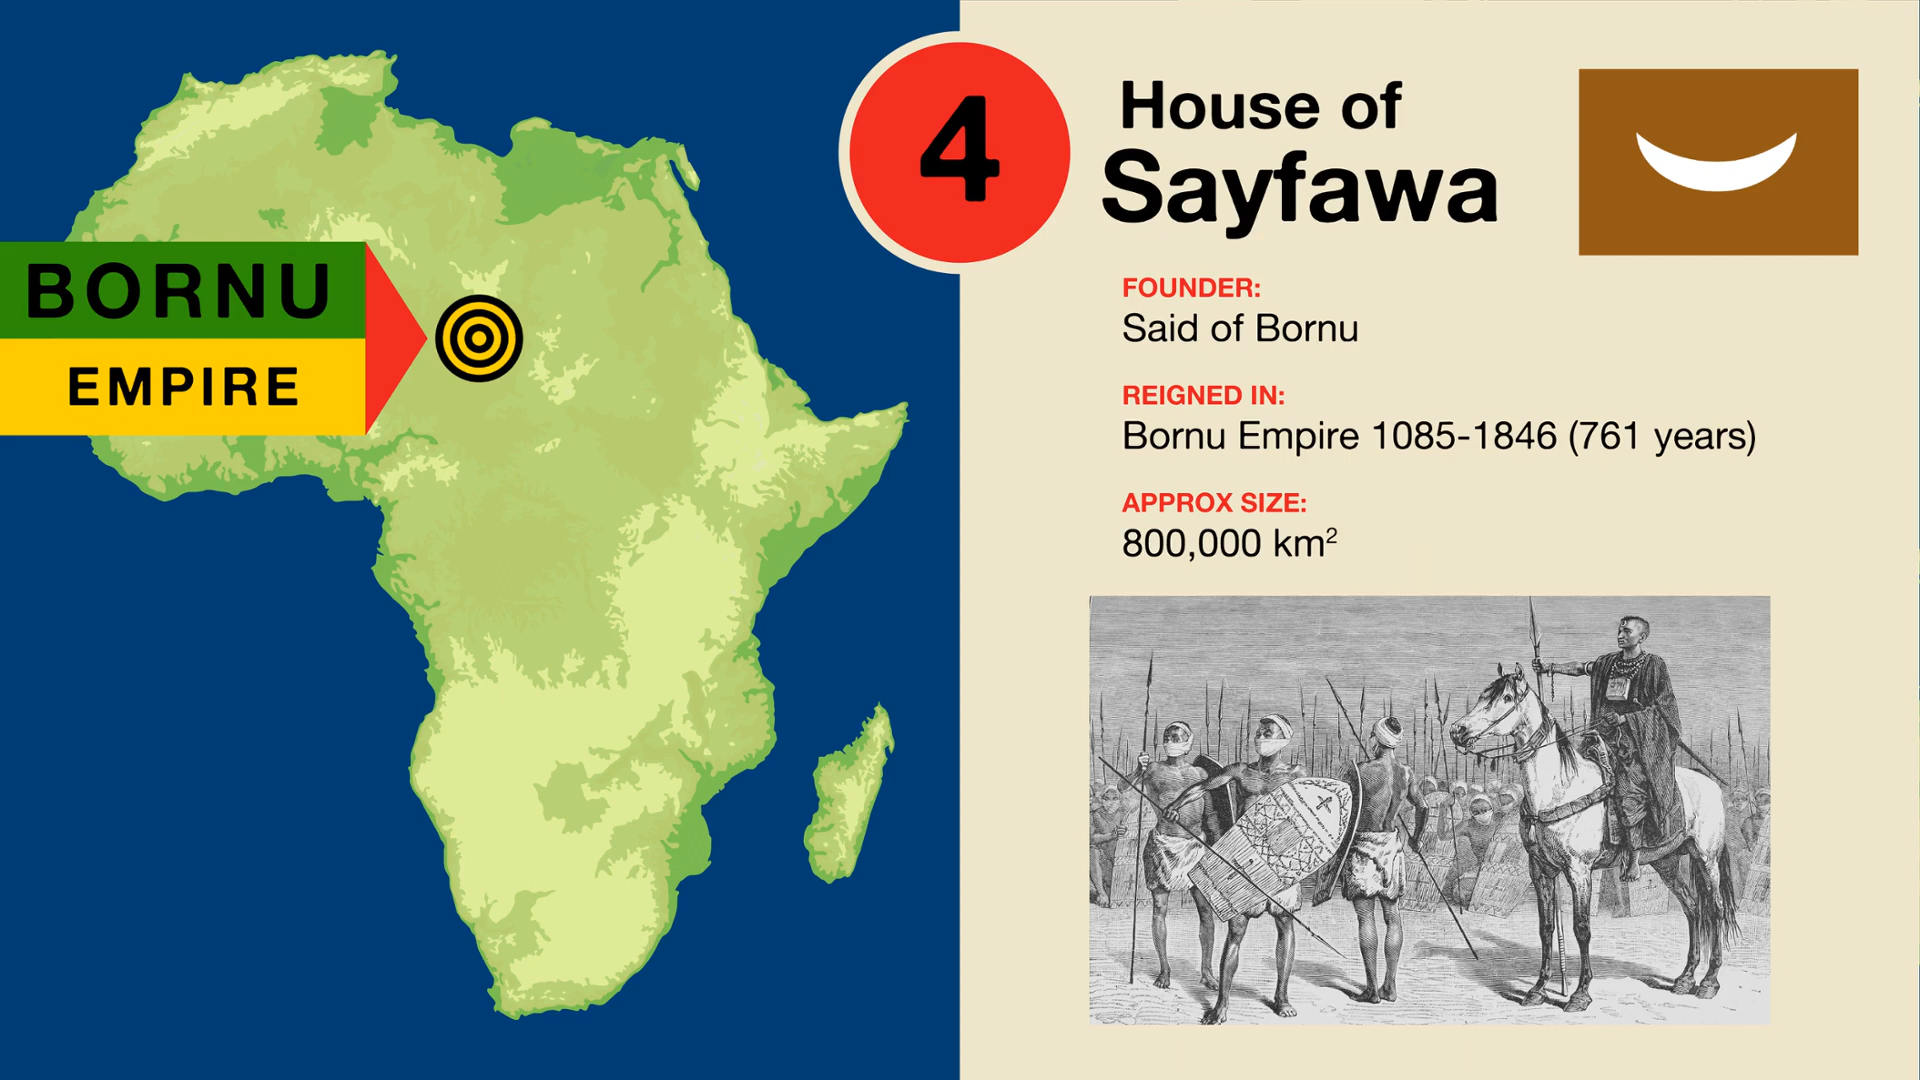 BORNU
EMPIRE
4
House of
Sayfawa
FOUNDER:
Said of Bornu
REIGNED IN:
Bornu Empire 1085-1846 (761 years)
APPROX SIZE:
800,000 km²